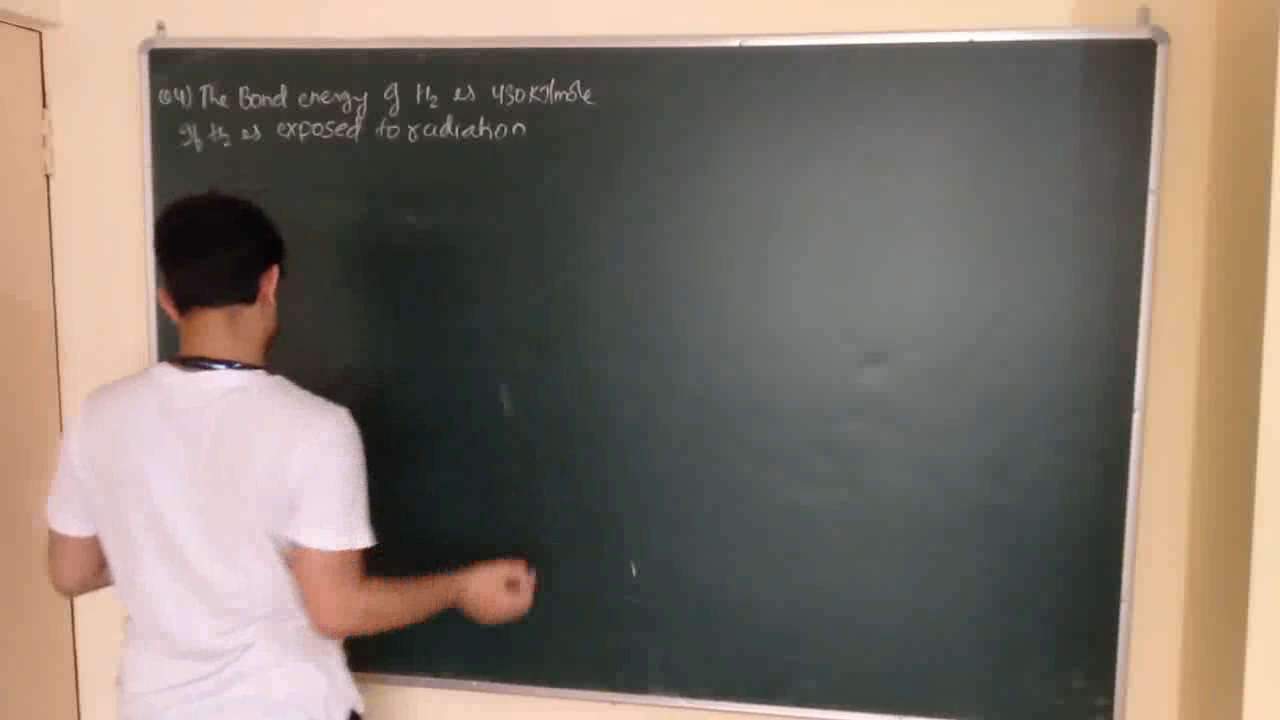 Q4) The Bond energy of H2 is 430 KJ/mole
If H2 is exposed to radiation